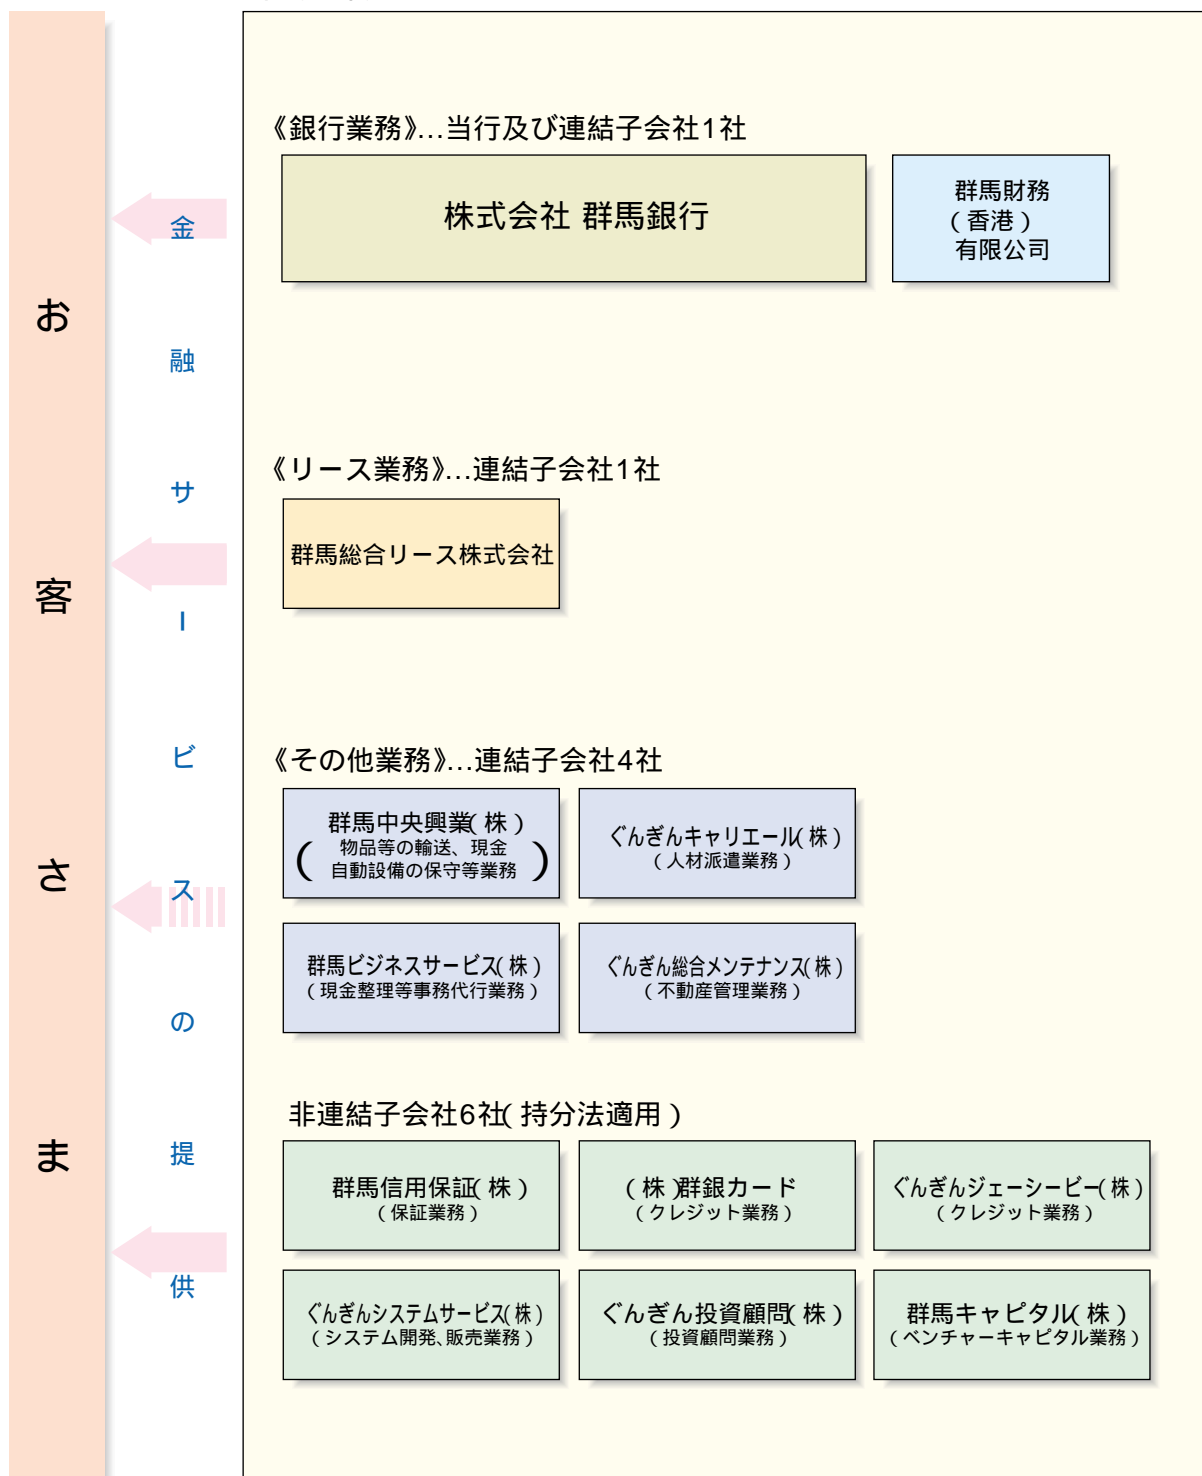 お客さま
金融サービスの提供
《銀行業務》…当行及び連結子会社1社
株式会社 群馬銀行
群馬財務
(香港)
有限公司
《リース業務》…連結子会社1社
群馬総合リース株式会社
《その他業務》…連結子会社4社
群馬中央興業(株)
(物品等の輸送、現金
自動設備の保守等業務)
ぐんぎんキャリエール(株)
(人材派遣業務)
群馬ビジネスサービス(株)
(現金整理等事務代行業務)
ぐんぎん総合メンテナンス(株)
(不動産管理業務)
非連結子会社6社(持分法適用)
群馬信用保証(株)
(保証業務)
(株)群銀カード
(クレジット業務)
ぐんぎんジェーシービー(株)
(クレジット業務)
ぐんぎんシステムサービス(株)
(システム開発、販売業務)
ぐんぎん投資顧問(株)
(投資顧問業務)
群馬キャピタル(株)
(ベンチャーキャピタル業務)